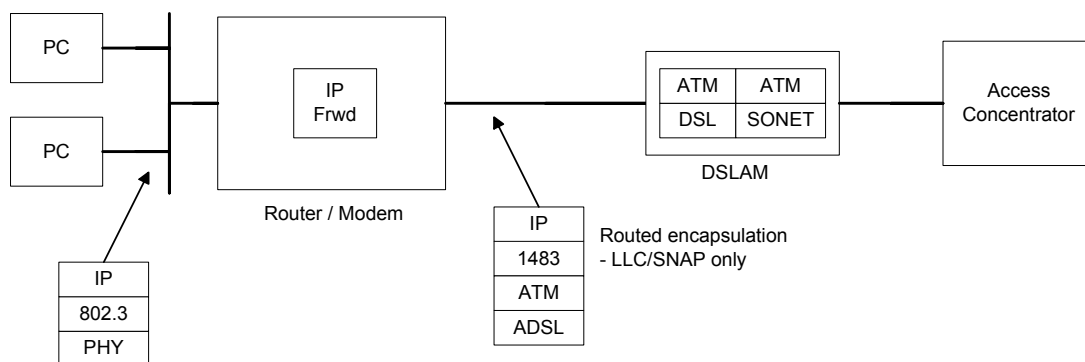 PC
PC
IP
Frwd
Router / Modem
ATM
ATM
DSL
SONET
DSLAM
Access
Concentrator
IP
802.3
PHY
IP
1483
ATM
ADSL
Routed encapsulation
- LLC/SNAP only